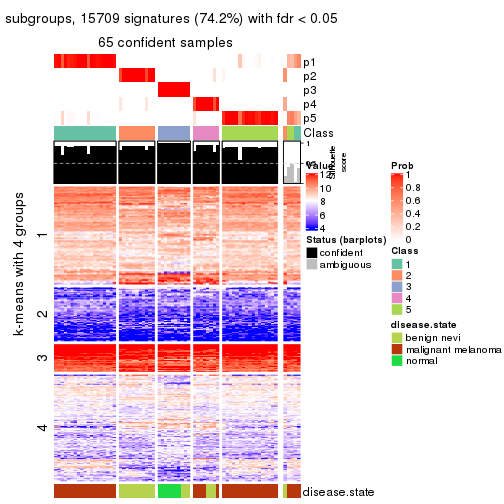 subgroups, 15709 signatures (74.2%) with fdr < 0.05
65 confident samples
p1
p2
p3
p4
p5
Class
1
0.5
Silhouette
score
k-means with 4 groups
1
2
3
4
Value
12
10
8
6
4
Status (barplots)
confident
ambiguous
Prob
1
0.8
0.6
0.4
0.2
0
Class
1
2
3
4
5
disease.state
benign nevi
malignant melanoma
normal
disease.state